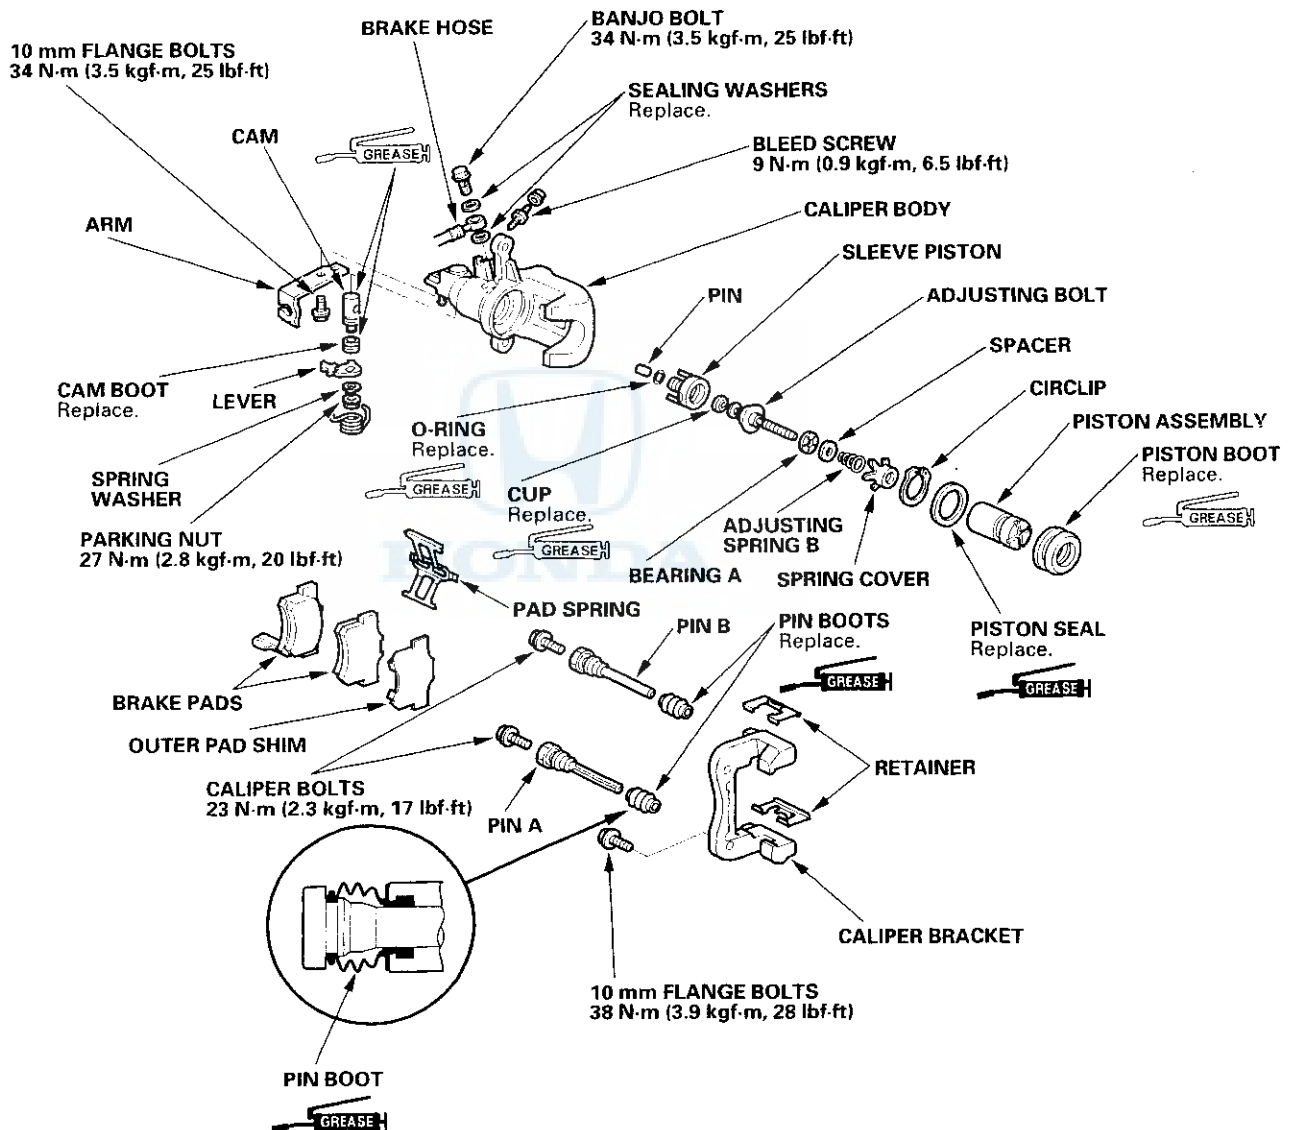 BRAKE HOSE
BANJO BOLT
34 N·m (3.5 kgf·m, 25 lbf·ft)
10 mm FLANGE BOLTS
34 N·m (3.5 kgf·m, 25 lbf·ft)
SEALING WASHERS
Replace.
CAM
GREASE
BLEED SCREW
9 N·m (0.9 kgf·m, 6.5 lbf·ft)
ARM
CALIPER BODY
SLEEVE PISTON
PIN
ADJUSTING BOLT
SPACER
CIRCLIP
CAM BOOT
Replace.
LEVER
PISTON ASSEMBLY
O-RING
Replace.
GREASE
PISTON BOOT
Replace.
GREASE
SPRING
WASHER
CUP
Replace.
GREASE
ADJUSTING
SPRING B
PARKING NUT
27 N·m (2.8 kgf·m, 20 lbf·ft)
HONDA
BEARING A
SPRING COVER
PAD SPRING
PIN B
PIN BOOTS
Replace.
GREASE
PISTON SEAL
Replace.
GREASE
BRAKE PADS
OUTER PAD SHIM
RETAINER
CALIPER BOLTS
23 N·m (2.3 kgf·m, 17 lbf·ft)
PIN A
CALIPER BRACKET
10 mm FLANGE BOLTS
38 N·m (3.9 kgf·m, 28 lbf·ft)
PIN BOOT
GREASE